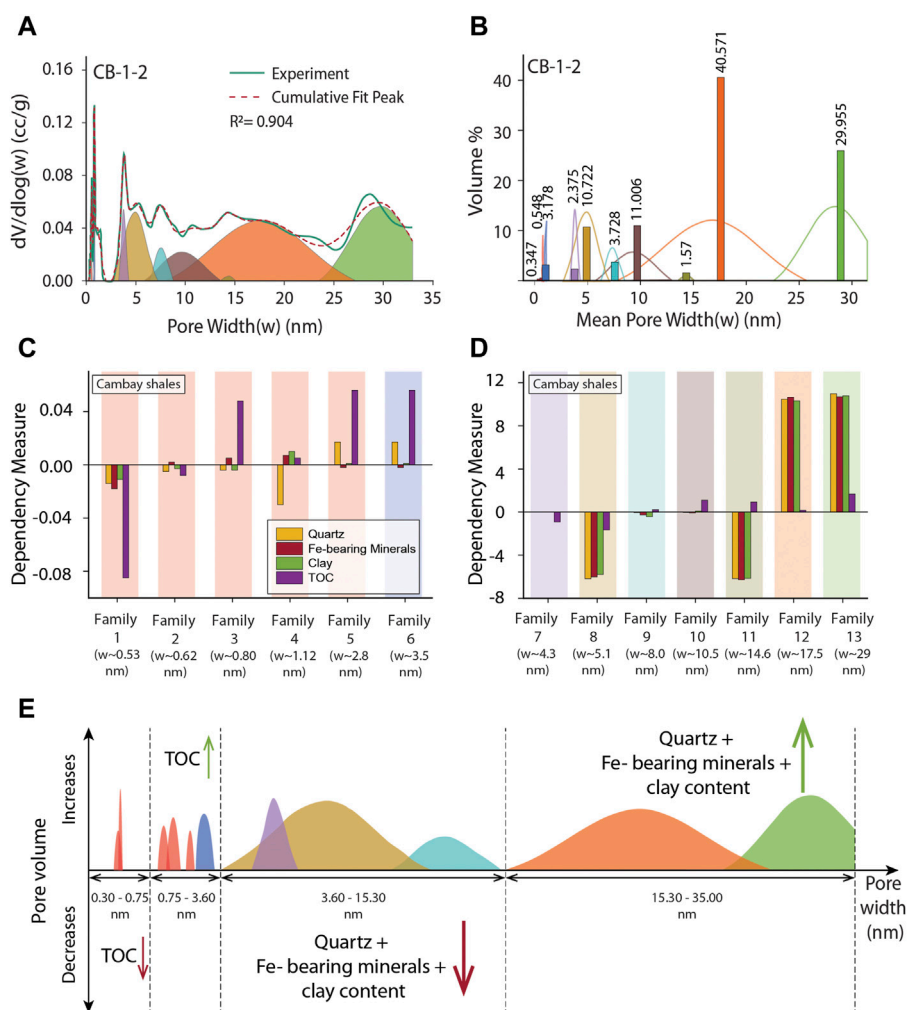 A
CB-1-2
Experiment
Cumulative Fit Peak
R²= 0.904
dV/dlog(w) (cc/g)
0.16
0.12
0.08
0.04
0.00
0 5 10 15 20 25 30 35
Pore Width(w) (nm)
B
CB-1-2
Volume %
40
30
20
10
0
0.347
0.548
3.178
2.375
10.722
3.728
11.006
1.57
40.571
29.955
0 5 10 15 20 25 30
Mean Pore Width(w) (nm)
C
Cambay shales
Dependency Measure
0.04
0.00
-0.04
-0.08
Quartz
Fe-bearing Minerals
Clay
TOC
Family Family Family Family Family Family
1 2 3 4 5 6
(w~0.53 (w~0.62 (w~0.80 (w~1.12 (w~2.8 (w~3.5
nm) nm) nm) nm) nm) nm)
D
Cambay shales
Dependency Measure
12
8
4
0
-4
-8
Family Family Family Family Family Family Family
7 8 9 10 11 12 13
(w~4.3 (w~5.1 (w~8.0 (w~10.5 (w~14.6 (w~17.5 (w~29
nm) nm) nm) nm) nm) nm) nm)
E
Pore volume
Increases
Decreases
TOC
Quartz +
Fe- bearing minerals +
clay content
0.30 - 0.75
nm
0.75 - 3.60
nm
3.60 - 15.30
nm
15.30 - 35.00
nm
Pore
width
(nm)
TOC
Quartz +
Fe- bearing minerals +
clay content